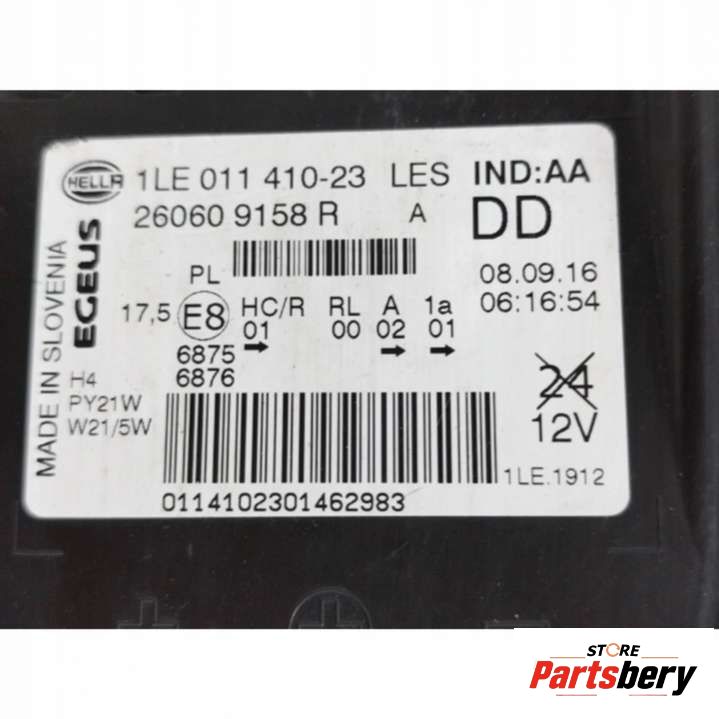 HELLA 1LE 011 410-23 LES IND:AA
260609158 R A DD
PL
08.09.16
06:16:54
17,5 E8 HC/R RL A 1a
01 00 02 01
6875
6876
H4
PY21W
W21/5W
MADE IN SLOVENIA
EGEUS
24
12V
1LE.1912
0114102301462983
STORE
Partsbery